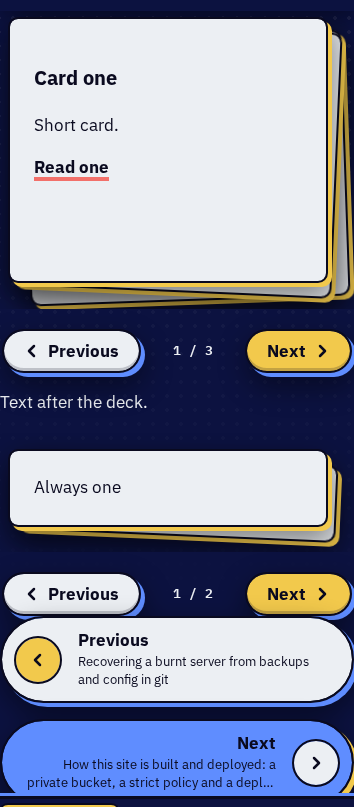 Card one
Short card.
Read one
Previous
1 / 3
Next
Text after the deck.
Always one
Previous
1 / 2
Next
Previous
Recovering a burnt server from backups
and config in git
Next
How this site is built and deployed: a
private bucket, a strict policy and a depl…